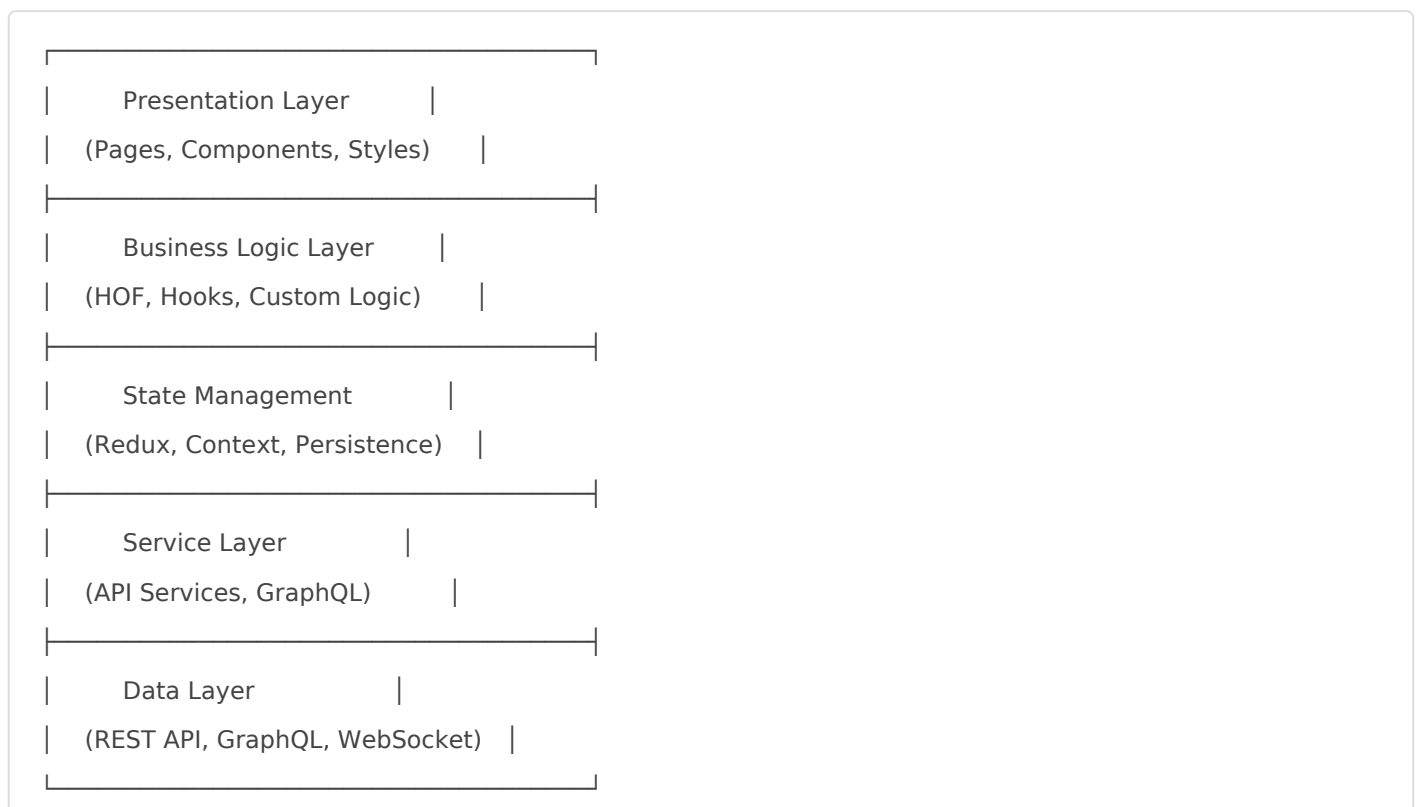 ┌─────────────────────────────────────┐
│          Presentation Layer           │
│     (Pages, Components, Styles)       │
├─────────────────────────────────────┤
│          Business Logic Layer         │
│     (HOF, Hooks, Custom Logic)        │
├─────────────────────────────────────┤
│          State Management             │
│     (Redux, Context, Persistence)     │
├─────────────────────────────────────┤
│          Service Layer                │
│     (API Services, GraphQL)           │
├─────────────────────────────────────┤
│          Data Layer                   │
│     (REST API, GraphQL, WebSocket)    │
└─────────────────────────────────────┘